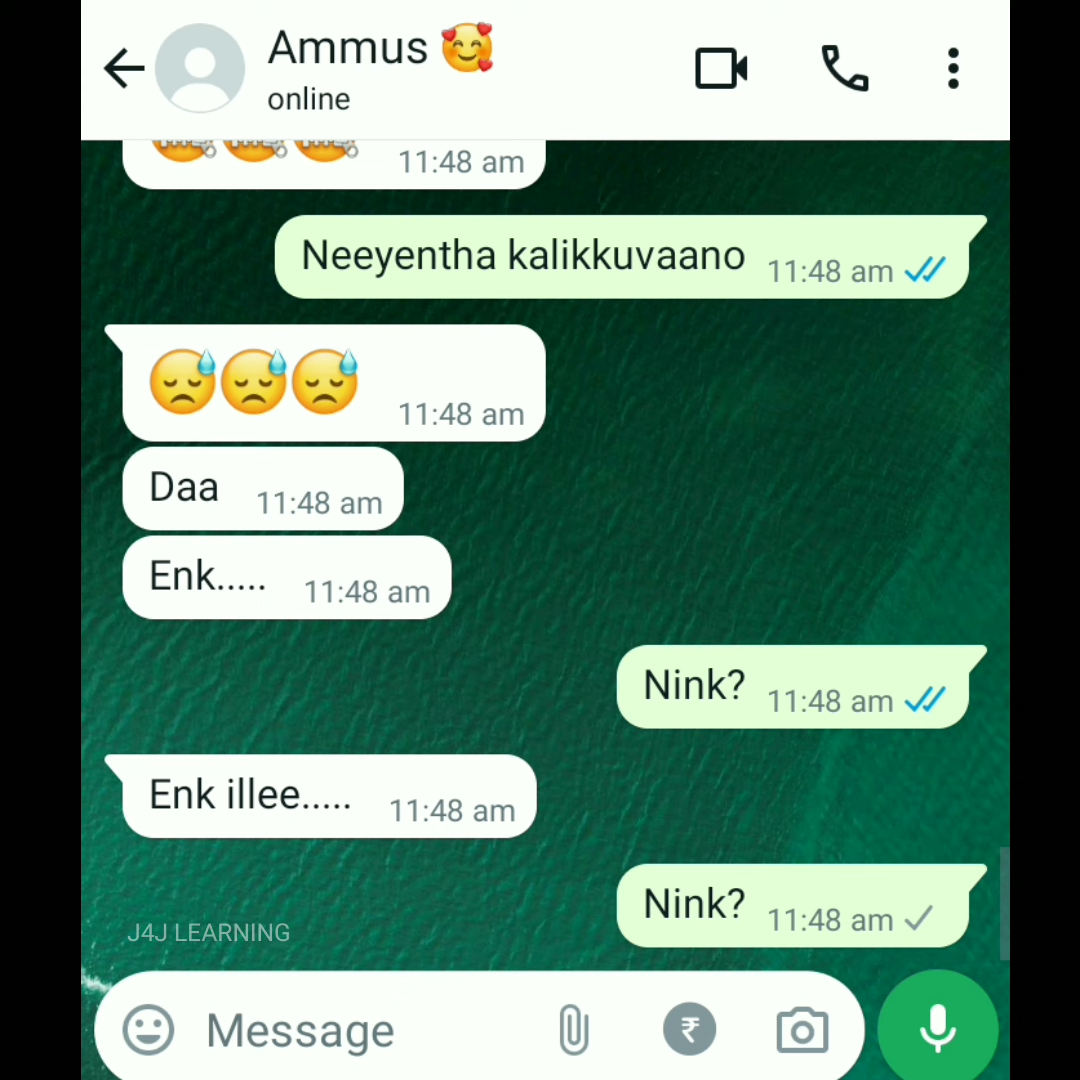 Ammus 🥰
online
11:48 am
Neeyentha kalikkuvaano 11:48 am
😓😓😓 11:48 am
Daa 11:48 am
Enk..... 11:48 am
Nink? 11:48 am
Enk illee..... 11:48 am
Nink? 11:48 am
J4J LEARNING
Message ₹